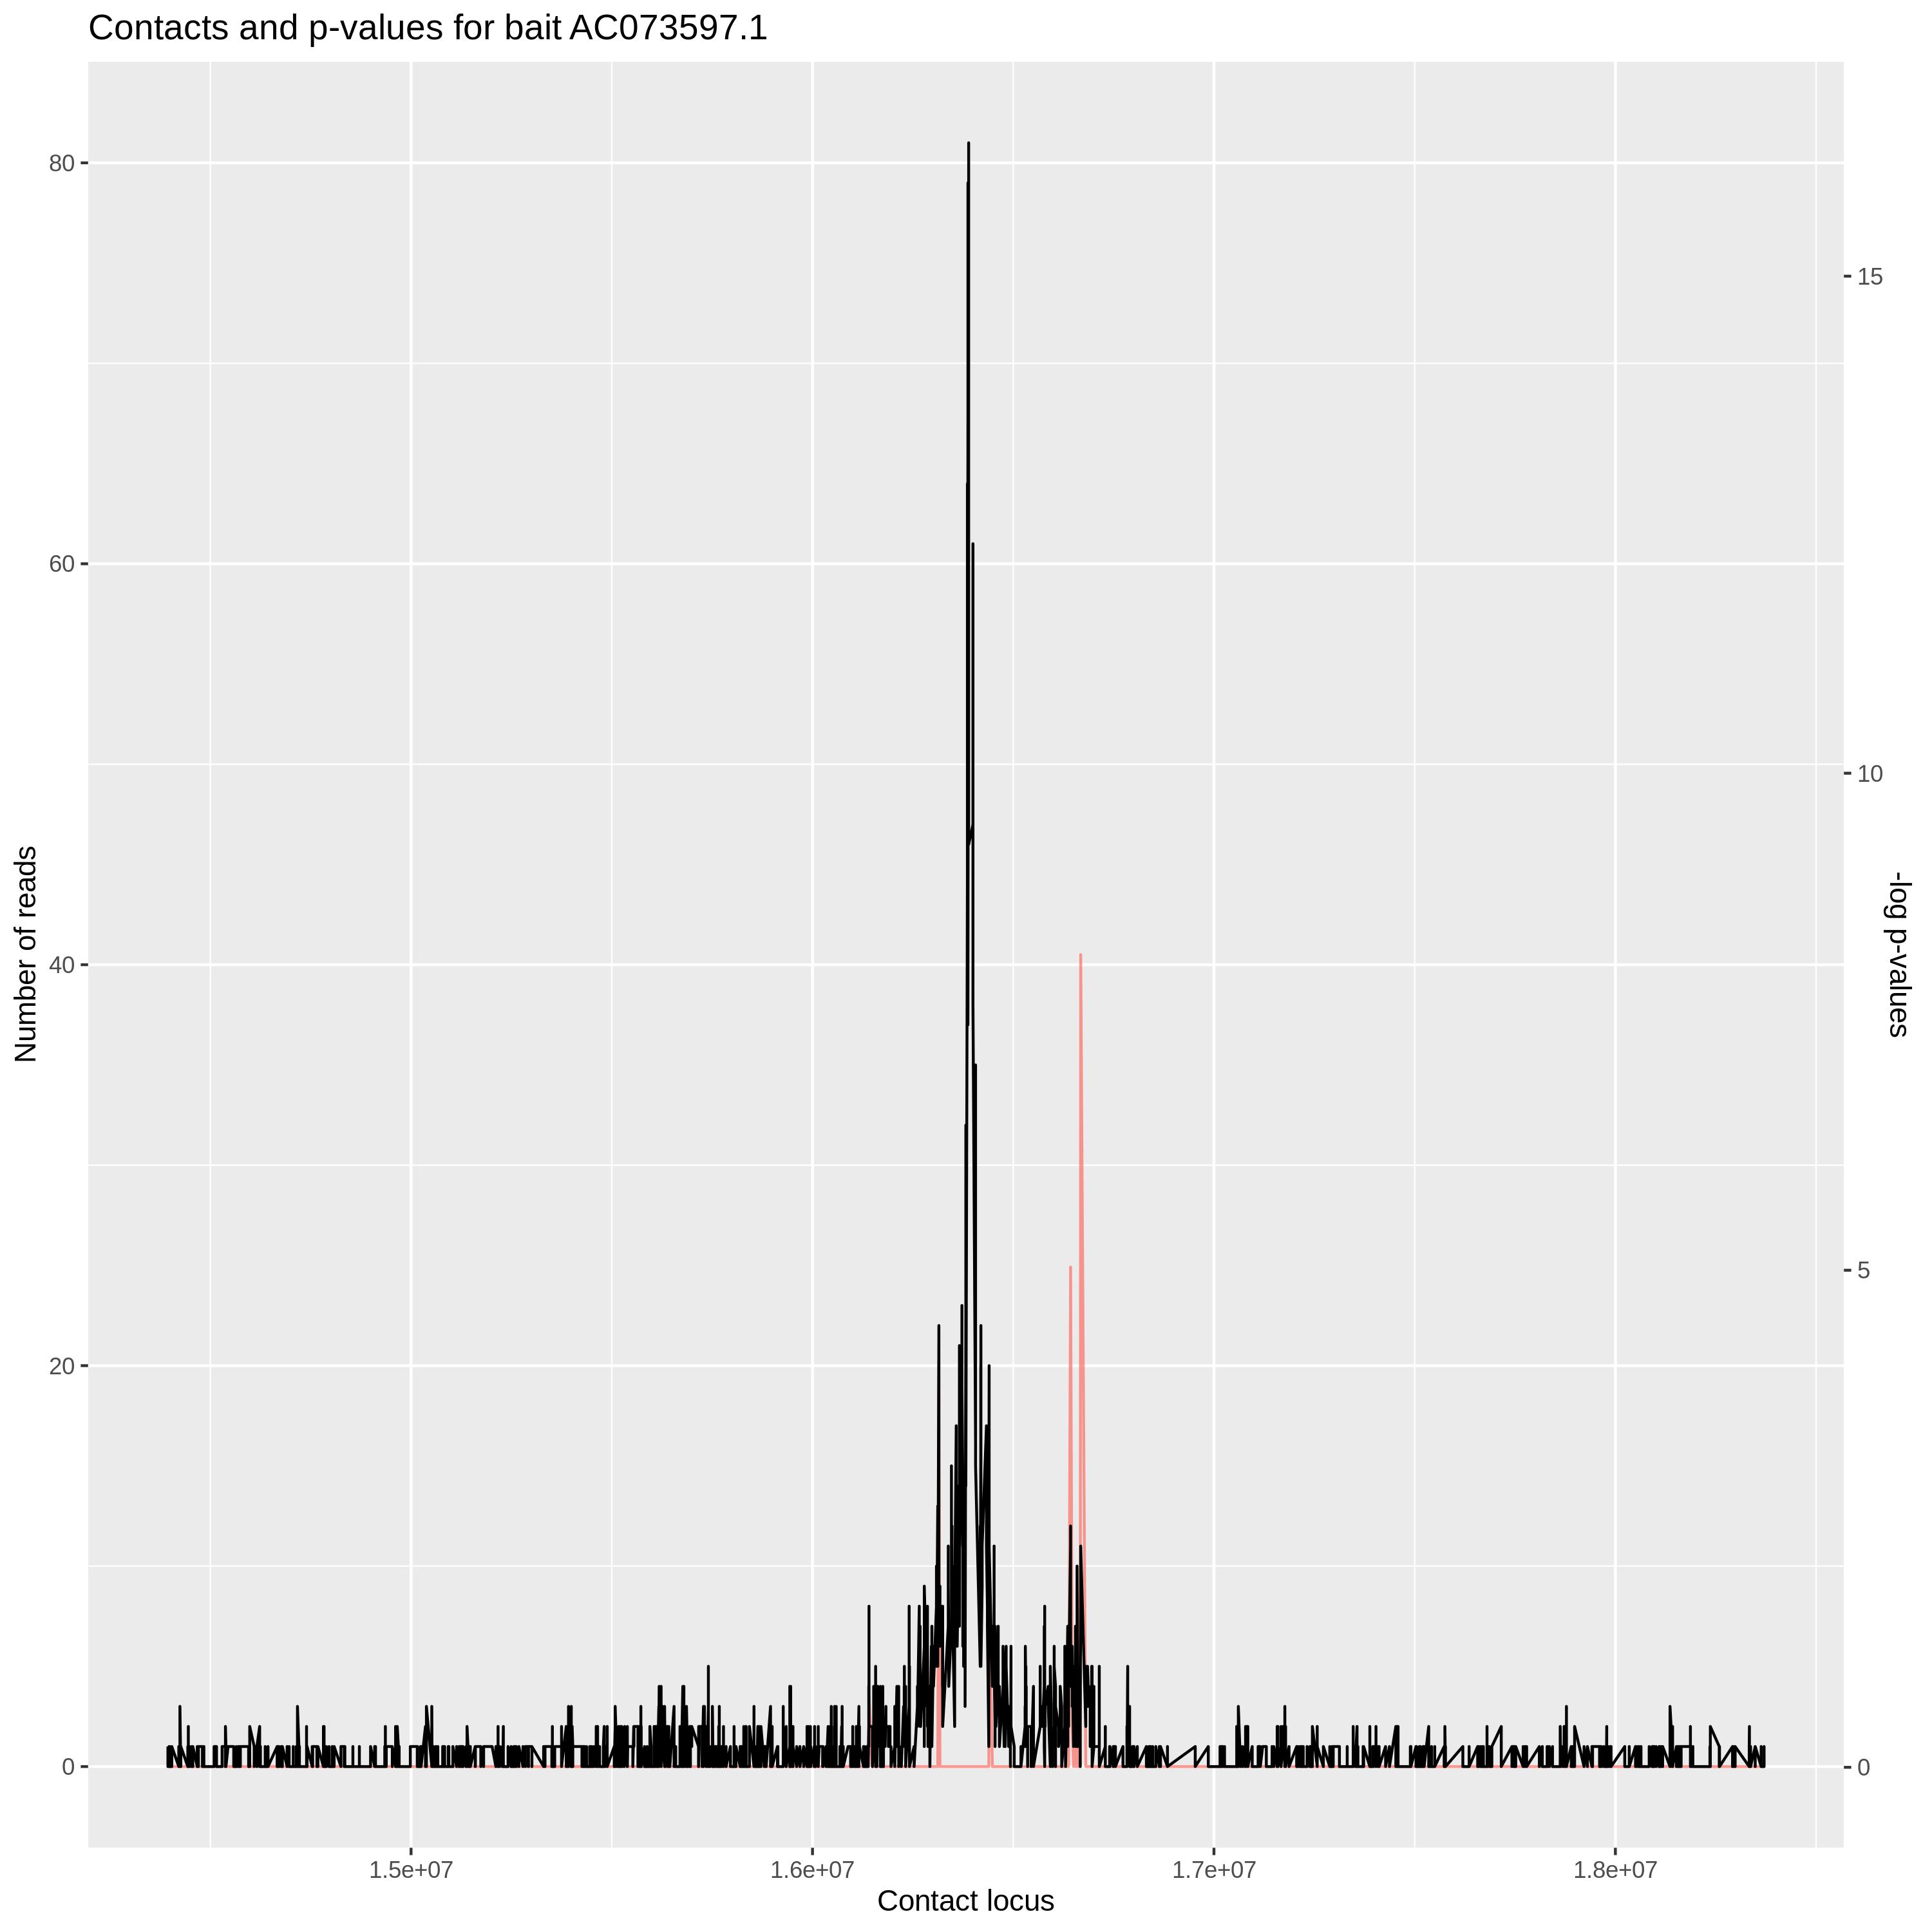 Contacts and p-values for bait AC073597.1
80
60
40
20
0
Number of reads
15
10
5
0
-log p-values
1.5e+07
1.6e+07
1.7e+07
1.8e+07
Contact locus